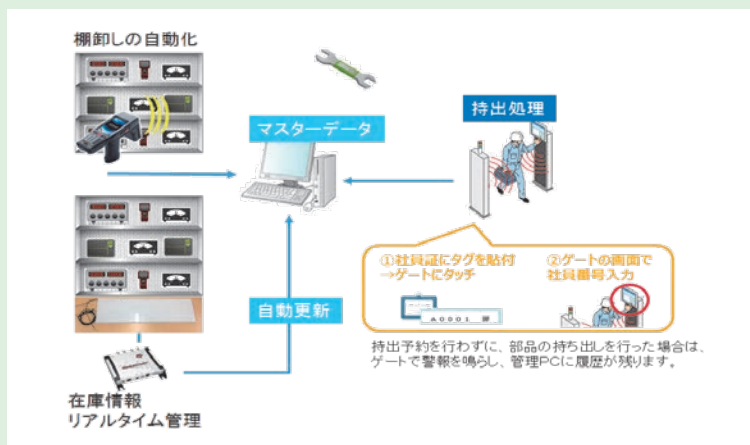 棚卸しの自動化
マスターデータ
持出処理
①社員証にタグを貼付
→ゲートにタッチ
②ゲートの画面で
社員番号入力
A0001
自動更新
持出予約を行わずに、部品の持ち出しを行った場合は、
ゲートで警報を鳴らし、管理PCに履歴が残ります。
在庫情報
リアルタイム管理